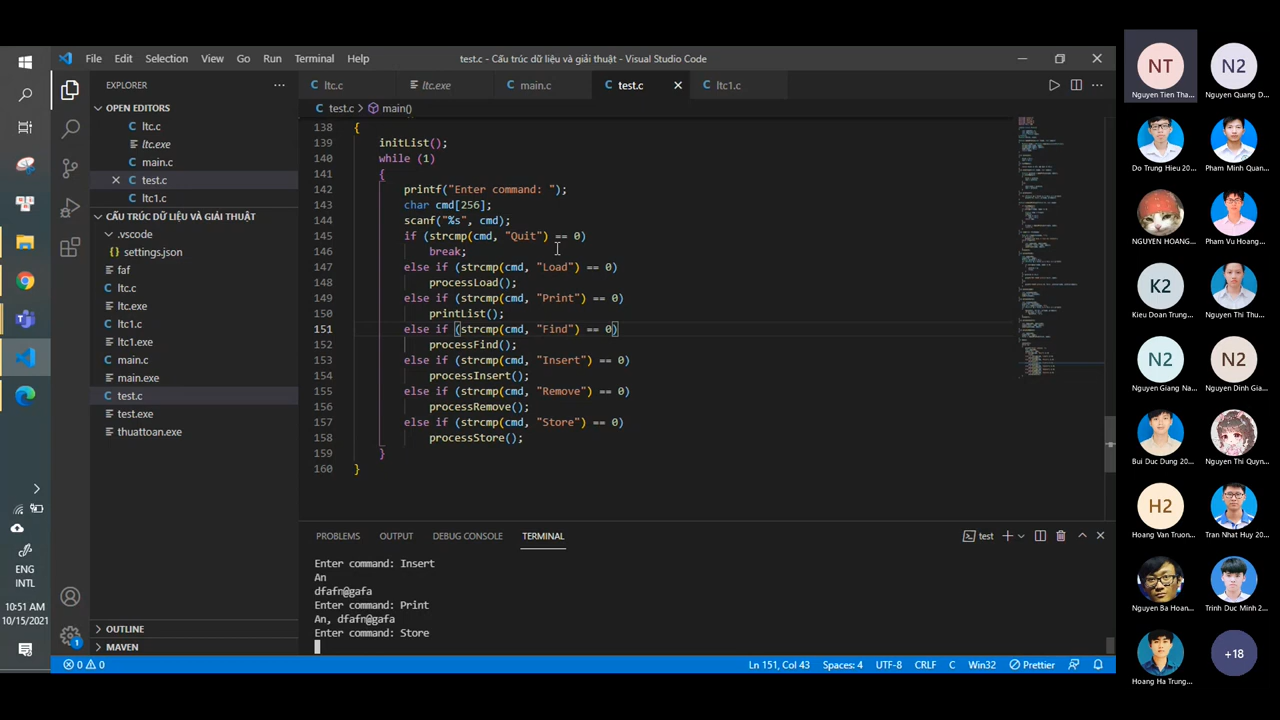 File Edit Selection View Go Run Terminal Help
test.c - Cấu trúc dữ liệu và giải thuật - Visual Studio Code
EXPLORER
OPEN EDITORS
ltc.c
ltc.exe
main.c
test.c
ltc1.c
CẤU TRÚC DỮ LIỆU VÀ GIẢI THUẬT
.vscode
settings.json
faf
ltc.c
ltc.exe
ltc1.c
ltc1.exe
main.c
main.exe
test.c
test.exe
thuattoan.exe
OUTLINE
MAVEN
ltc.c ltc.exe main.c test.c ltc1.c
test.c > main()
138 {
139 initList();
140 while (1)
141 {
142 printf("Enter command: ");
143 char cmd[256];
144 scanf("%s", cmd);
145 if (strcmp(cmd, "Quit") == 0)
146 break;
147 else if (strcmp(cmd, "Load") == 0)
148 processLoad();
149 else if (strcmp(cmd, "Print") == 0)
150 printList();
151 else if (strcmp(cmd, "Find") == 0)
152 processFind();
153 else if (strcmp(cmd, "Insert") == 0)
154 processInsert();
155 else if (strcmp(cmd, "Remove") == 0)
156 processRemove();
157 else if (strcmp(cmd, "Store") == 0)
158 processStore();
159 }
160 }
PROBLEMS OUTPUT DEBUG CONSOLE TERMINAL
test
Enter command: Insert
An
dfafn@gafa
Enter command: Print
An, dfafn@gafa
Enter command: Store
ENG
INTL
10:51 AM
10/15/2021
1
0 0
Ln 151, Col 43 Spaces: 4 UTF-8 CRLF C Win32 Prettier
NT N2
Nguyen Tien Tha... Nguyen Quang D...
Do Trung Hieu 20... Pham Minh Quan...
NGUYEN HOANG... Pham Vu Hoang...
K2
Kieu Doan Trung... Nguyen Thi Thu...
N2 N2
Nguyen Giang Na... Nguyen Dinh Gia...
Bui Duc Dung 20... Nguyen Thi Quyn...
H2
Hoang Van Truon... Tran Nhat Huy 20...
Nguyen Ba Hoan... Trinh Duc Minh 2...
+18
Hoang Ha Trung...